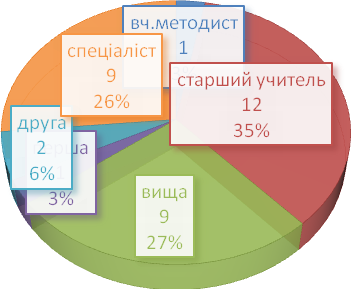 вч.методист
1
старший учитель
12
35%
спеціаліст
9
26%
друга
2
6%
3%
вища
9
27%